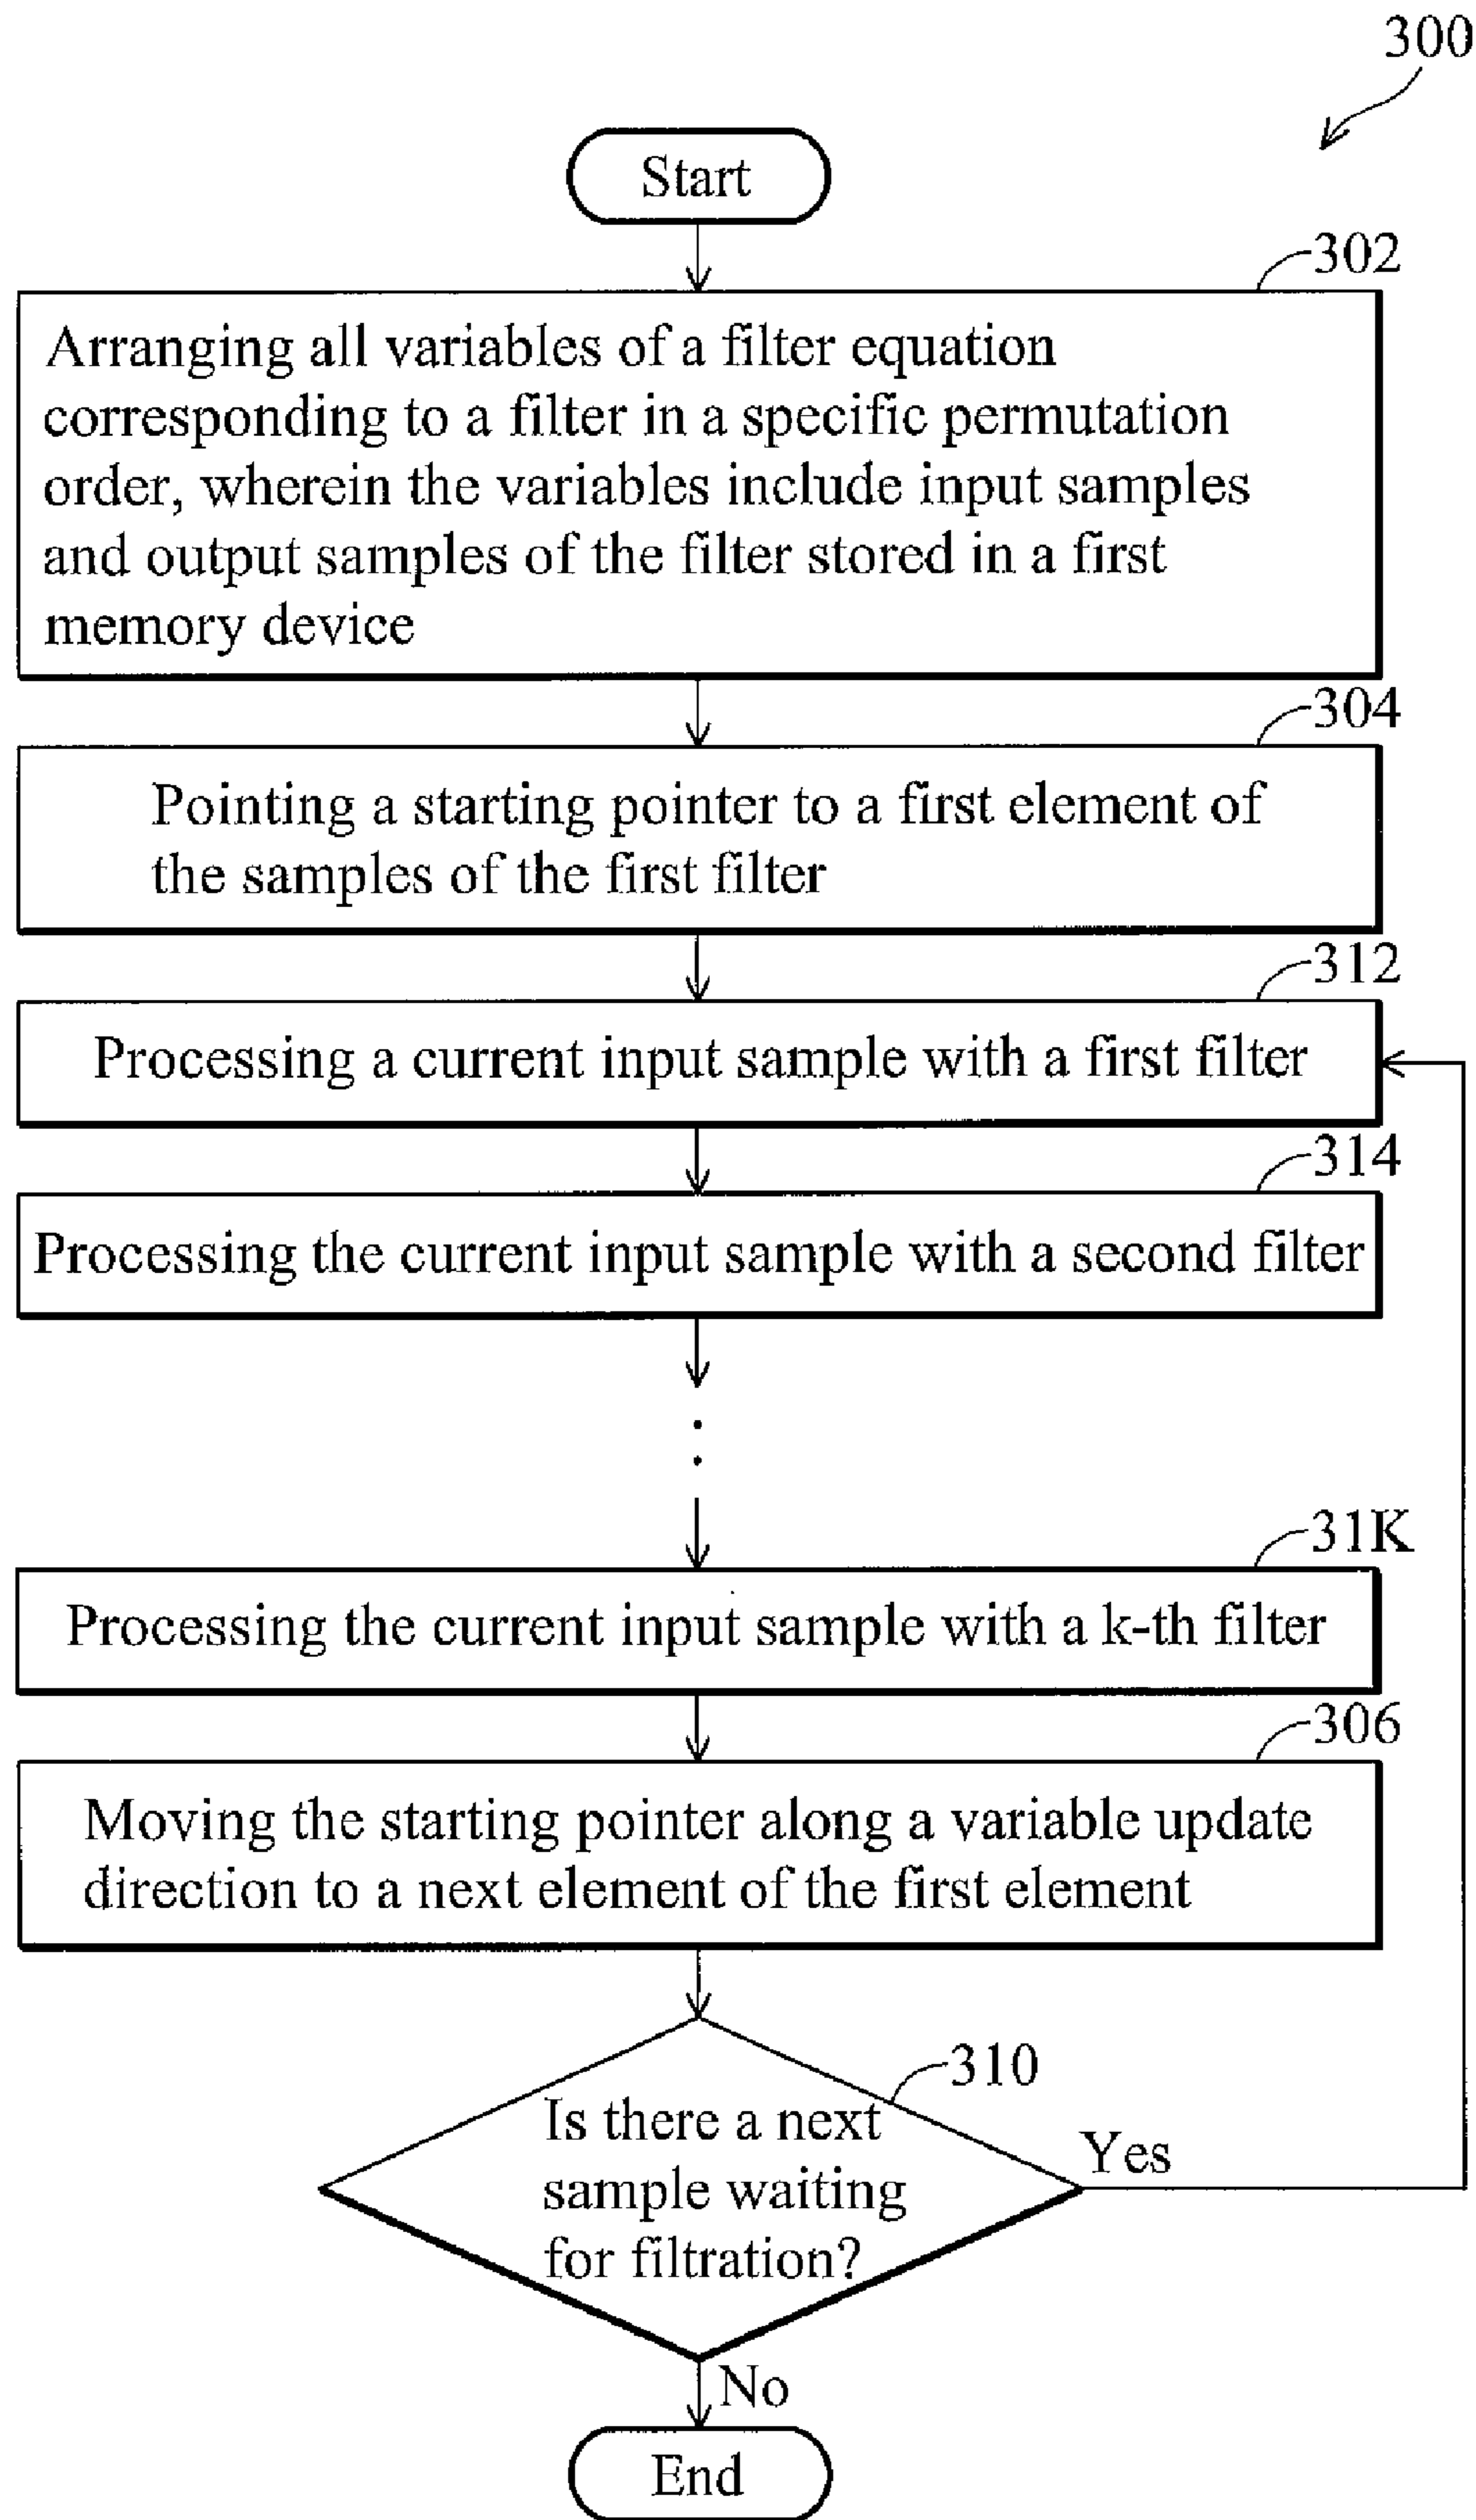 300
Start
302
Arranging all variables of a filter equation
corresponding to a filter in a specific permutation
order, wherein the variables include input samples
and output samples of the filter stored in a first
memory device
304
Pointing a starting pointer to a first element of
the samples of the first filter
312
Processing a current input sample with a first filter
314
Processing the current input sample with a second filter
31K
Processing the current input sample with a k-th filter
306
Moving the starting pointer along a variable update
direction to a next element of the first element
310
Is there a next
sample waiting
for filtration?
Yes
No
End